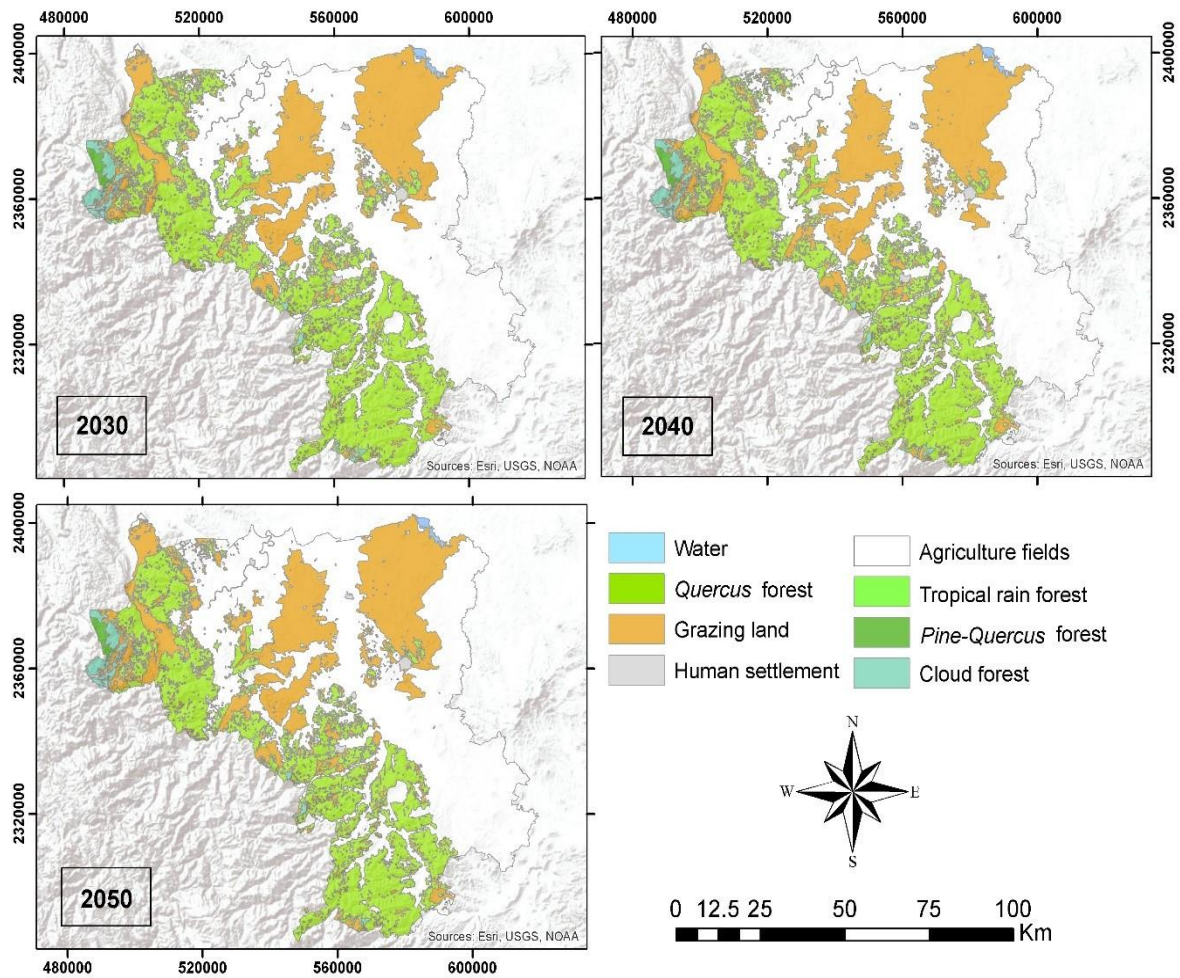 480000 520000 560000 600000
480000 520000 560000 600000
2400000
2360000
2320000
2030
Sources: Esri, USGS, NOAA
2400000
2360000
2320000
2040
Sources: Esri, USGS, NOAA
2400000
2360000
2320000
2050
Sources: Esri, USGS, NOAA
480000 520000 560000 600000
Water
Quercus forest
Grazing land
Human settlement
Agriculture fields
Tropical rain forest
Pine-Quercus forest
Cloud forest
N
W E
S
0 12.5 25 50 75 100
Km